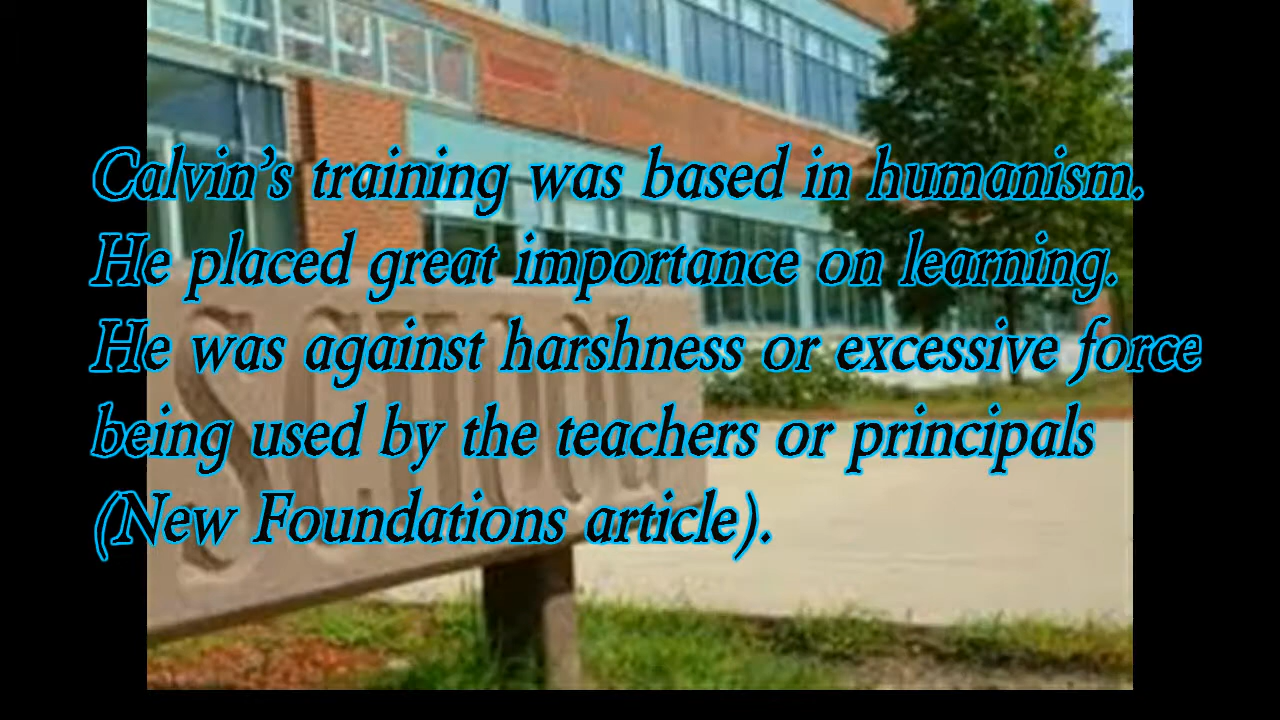 Calvin’s training was based in humanism.
He placed great importance on learning.
He was against harshness or excessive force
being used by the teachers or principals
(New Foundations article).
SCHOOL